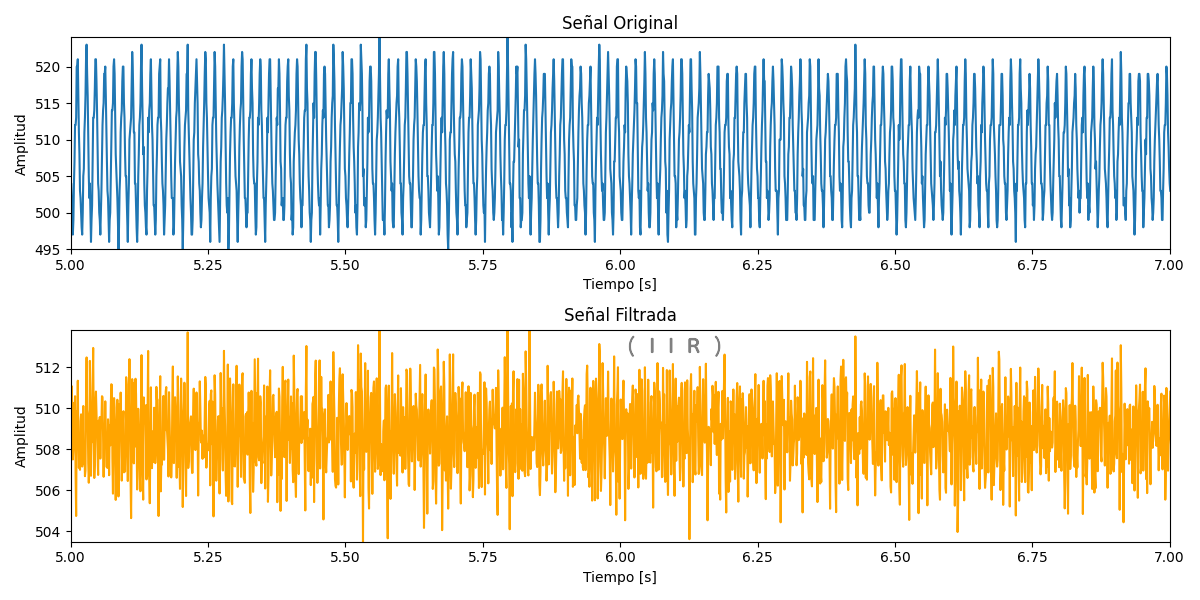 Señal Original
Amplitud
520
515
510
505
500
495
5.00 5.25 5.50 5.75 6.00 6.25 6.50 6.75 7.00
Tiempo [s]
Señal Filtrada
( I I R )
Amplitud
512
510
508
506
504
5.00 5.25 5.50 5.75 6.00 6.25 6.50 6.75 7.00
Tiempo [s]